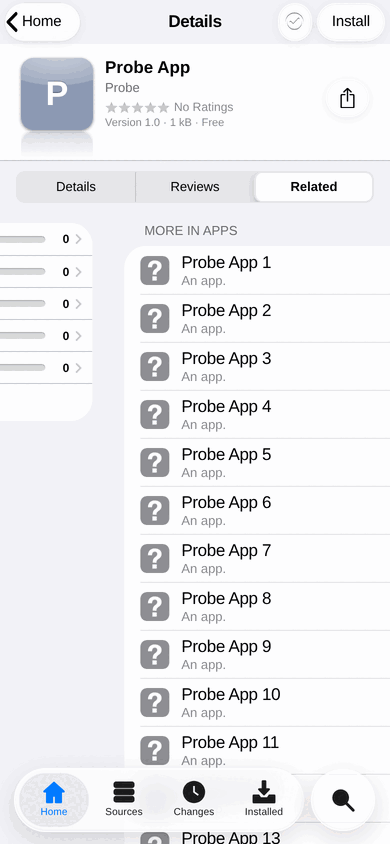 Home
Details
Install
P
Probe App
Probe
No Ratings
Version 1.0 · 1 kB · Free
Details
Reviews
Related
0
0
0
0
0
MORE IN APPS
? Probe App 1
An app.
? Probe App 2
An app.
? Probe App 3
An app.
? Probe App 4
An app.
? Probe App 5
An app.
? Probe App 6
An app.
? Probe App 7
An app.
? Probe App 8
An app.
? Probe App 9
An app.
? Probe App 10
An app.
? Probe App 11
An app.
Home
Sources
Changes
Installed
Probe App 13